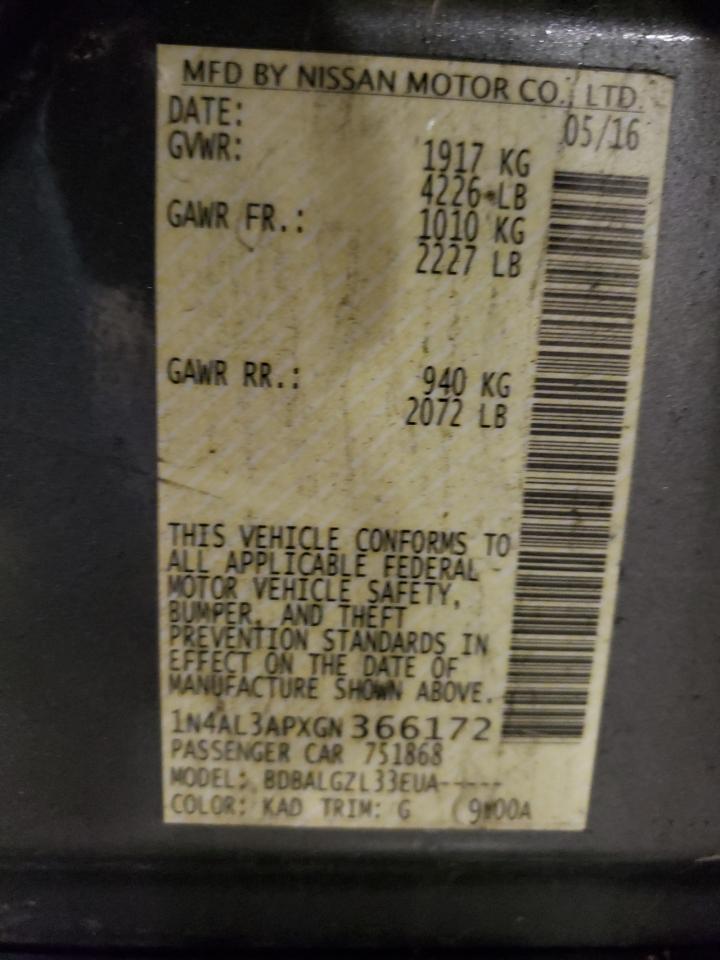 MFD BY NISSAN MOTOR CO., LTD.
DATE: 05/16
GVWR: 1917 KG
4226 LB
GAWR FR.: 1010 KG
2227 LB
GAWR RR.: 940 KG
2072 LB
THIS VEHICLE CONFORMS TO
ALL APPLICABLE FEDERAL
MOTOR VEHICLE SAFETY,
BUMPER, AND THEFT
PREVENTION STANDARDS IN
EFFECT ON THE DATE OF
MANUFACTURE SHOWN ABOVE.
1N4AL3APXGN 366172
PASSENGER CAR 751868
MODEL: BDBALGZL33EUA-----
COLOR: KAD TRIM: G